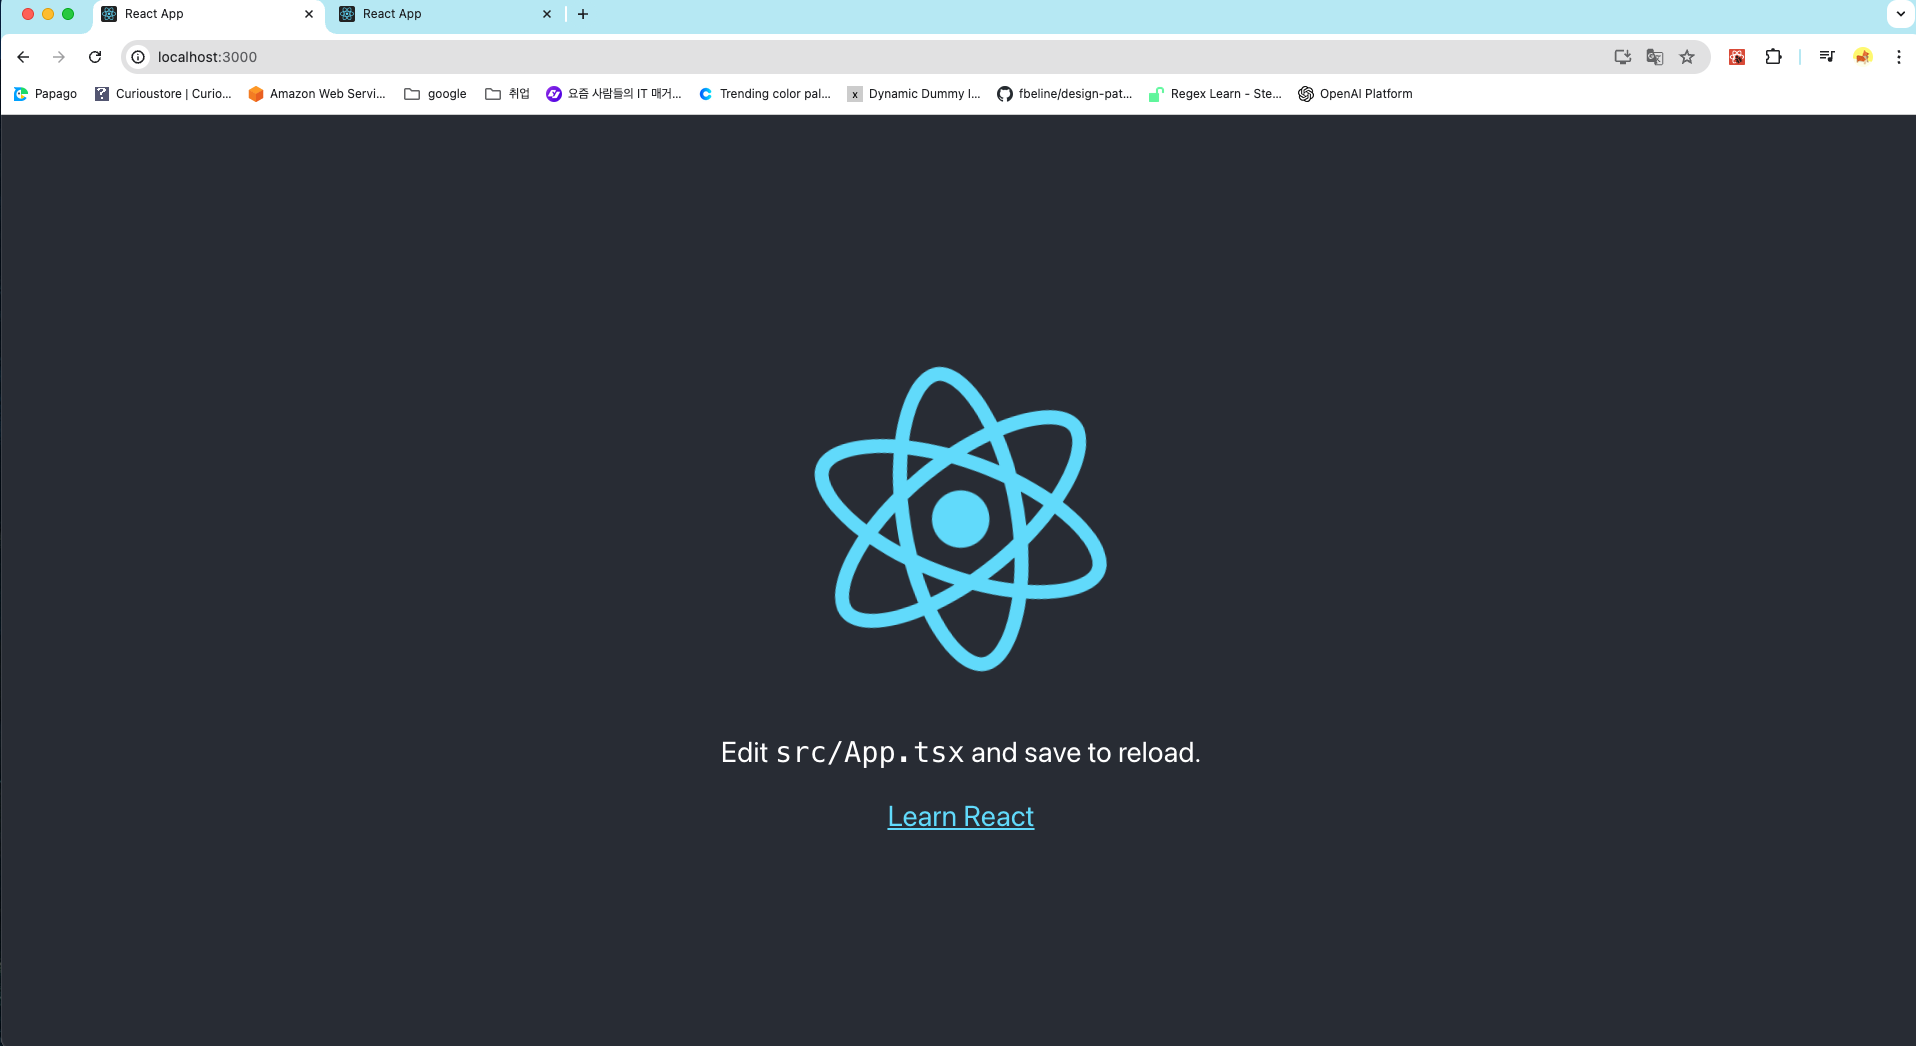 React App
React App
localhost:3000
Papago
Curioustore | Curio...
Amazon Web Servi...
google
취업
요즘 사람들의 IT 매거...
Trending color pal...
x
Dynamic Dummy I...
fbeline/design-pat...
Regex Learn - Ste...
OpenAI Platform
Edit src/App.tsx and save to reload.
Learn React